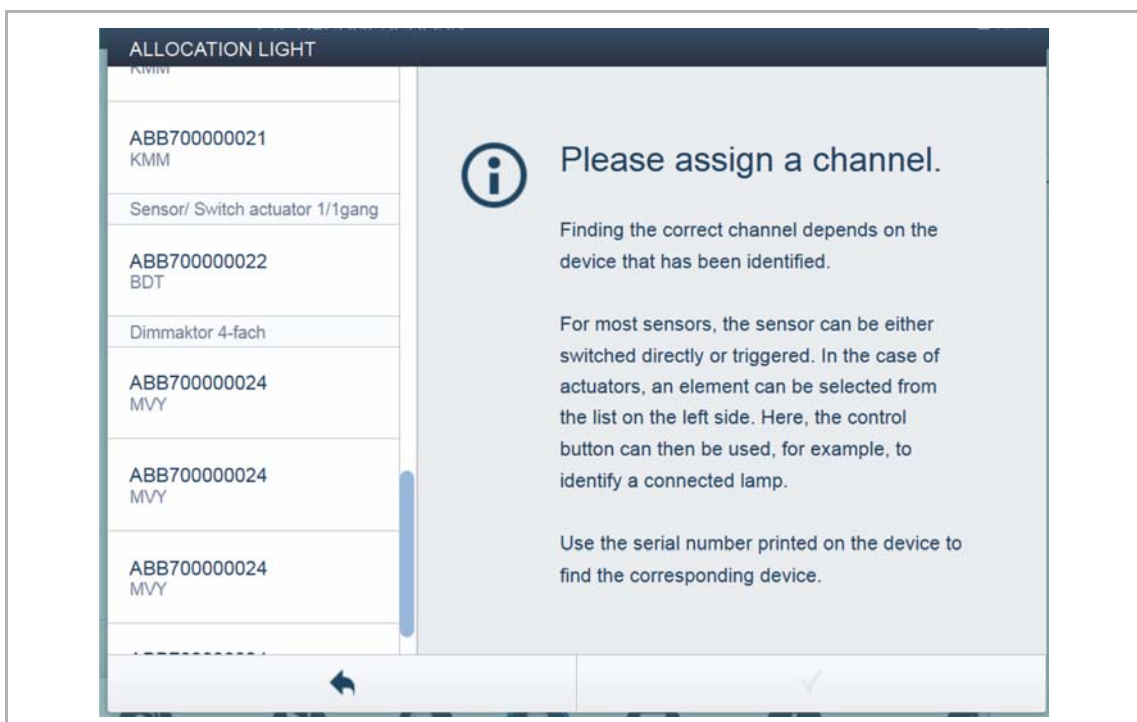 ALLOCATION LIGHT
KMM
ABB700000021
KMM
Sensor/ Switch actuator 1/1gang
ABB700000022
BDT
Dimmaktor 4-fach
ABB700000024
MVY
ABB700000024
MVY
ABB700000024
MVY
Please assign a channel.
Finding the correct channel depends on the
device that has been identified.
For most sensors, the sensor can be either
switched directly or triggered. In the case of
actuators, an element can be selected from
the list on the left side. Here, the control
button can then be used, for example, to
identify a connected lamp.
Use the serial number printed on the device to
find the corresponding device.